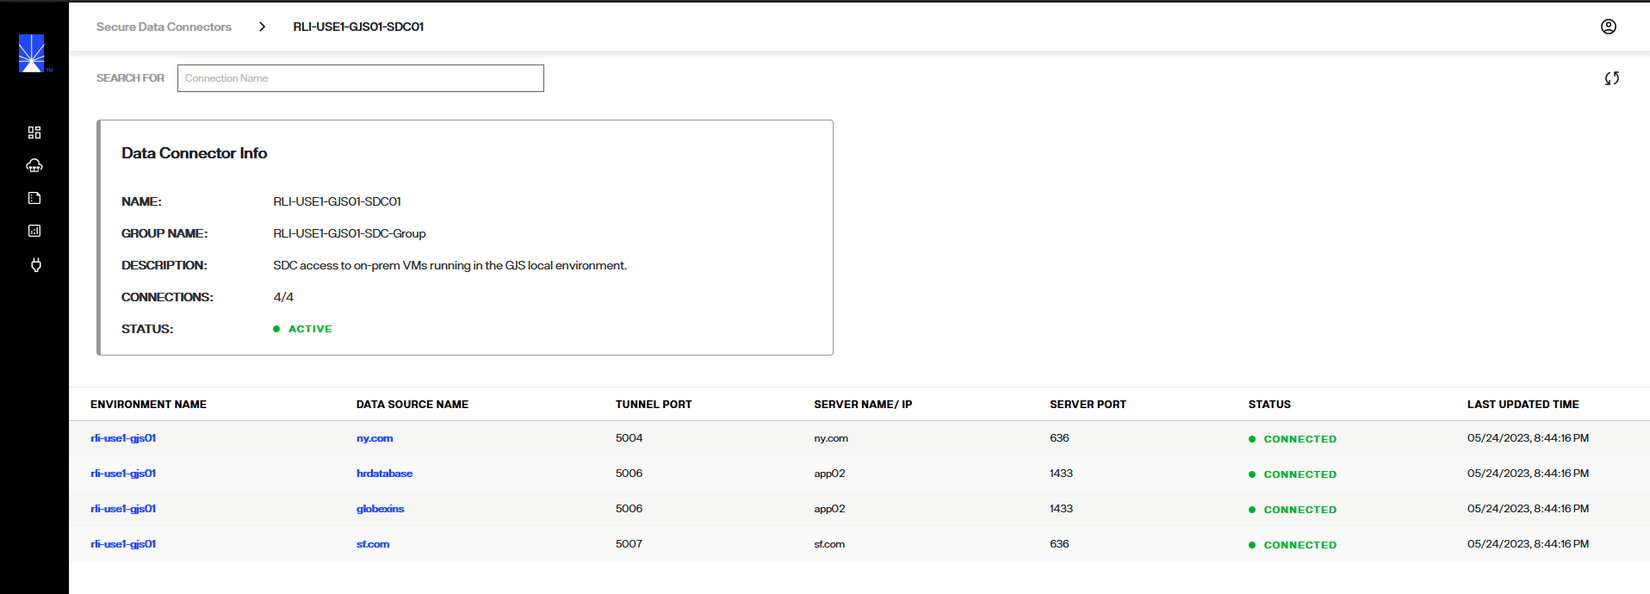 Secure Data Connectors > RLI-USE1-GJS01-SDC01
SEARCH FOR Connection Name
TM
Data Connector Info
NAME: RLI-USE1-GJS01-SDC01
GROUP NAME: RLI-USE1-GJS01-SDC-Group
DESCRIPTION: SDC access to on-prem VMs running in the GJS local environment.
CONNECTIONS: 4/4
STATUS: ACTIVE
ENVIRONMENT NAME DATA SOURCE NAME TUNNEL PORT SERVER NAME/ IP SERVER PORT STATUS LAST UPDATED TIME
rli-use1-gjs01 ny.com 5004 ny.com 636 CONNECTED 05/24/2023, 8:44:16 PM
rli-use1-gjs01 hrdatabase 5006 app02 1433 CONNECTED 05/24/2023, 8:44:16 PM
rli-use1-gjs01 globexins 5006 app02 1433 CONNECTED 05/24/2023, 8:44:16 PM
rli-use1-gjs01 sf.com 5007 sf.com 636 CONNECTED 05/24/2023, 8:44:16 PM